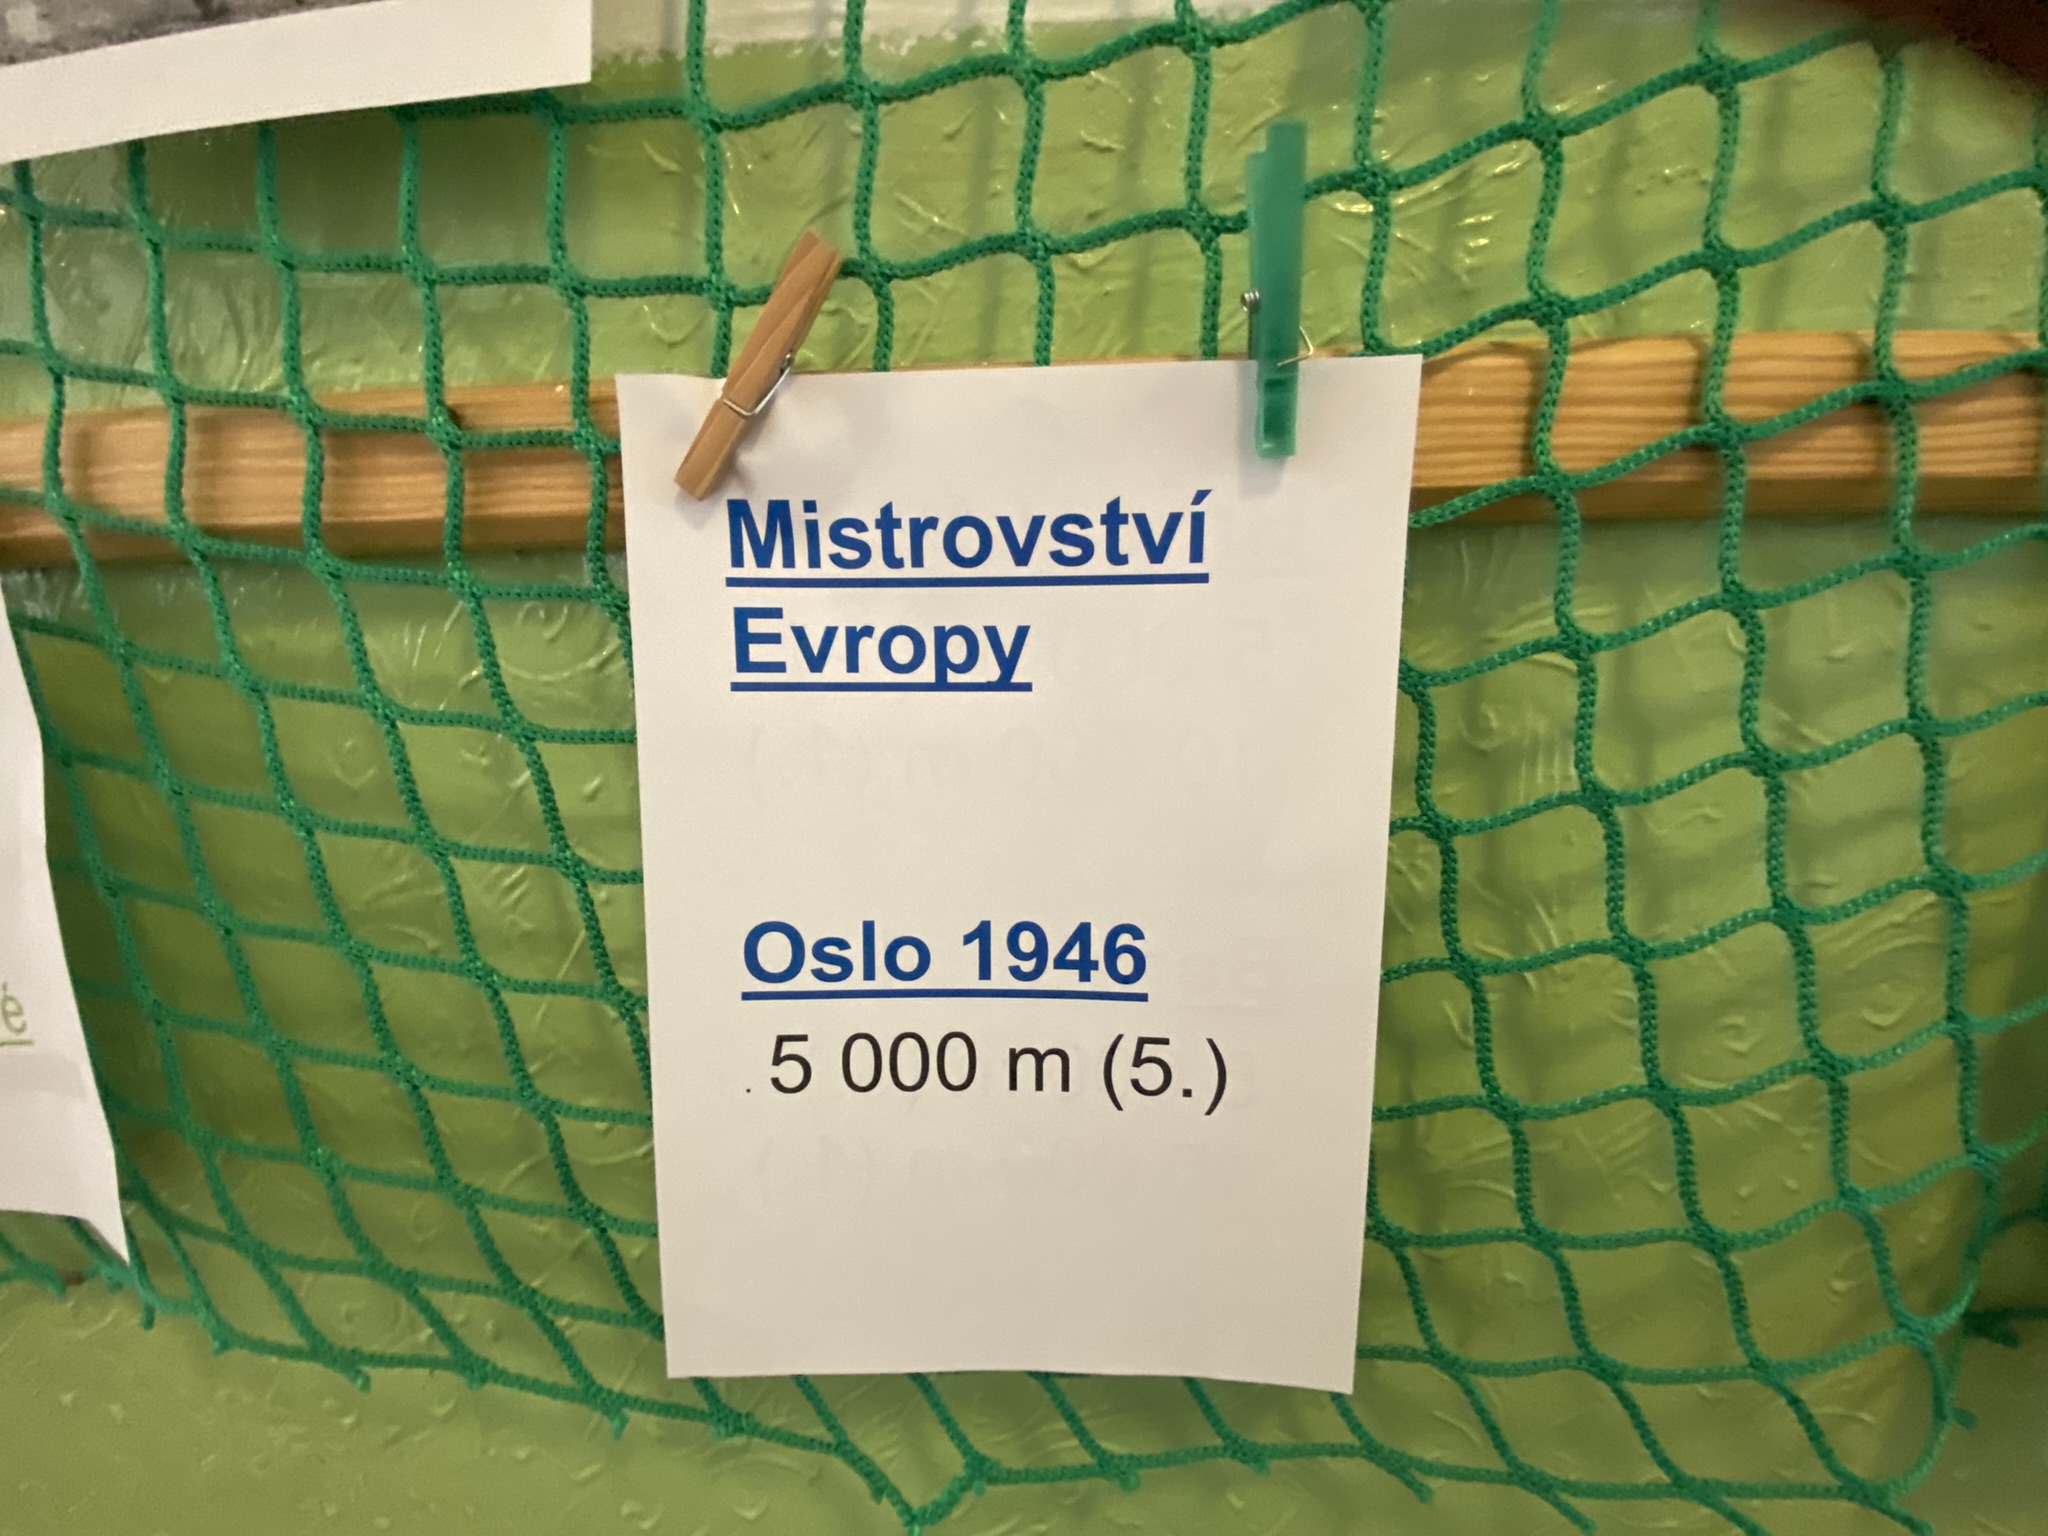 Mistrovství
Evropy
Oslo 1946
. 5 000 m (5.)
é